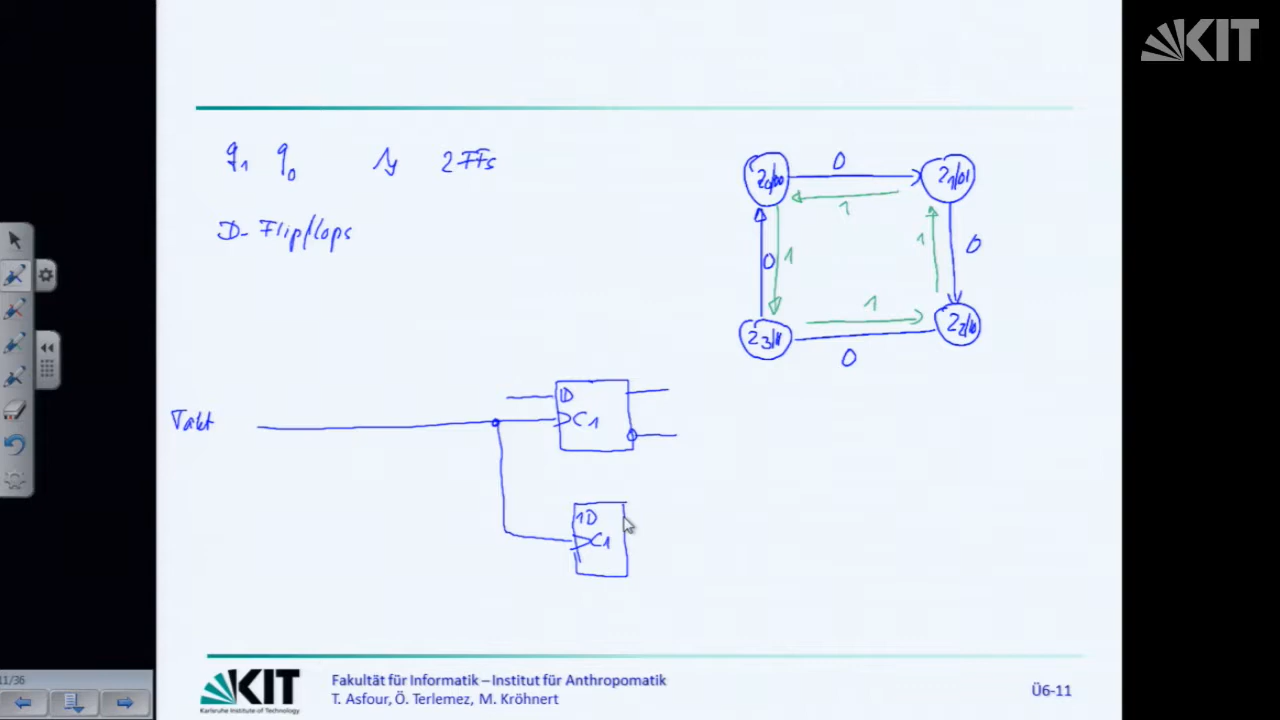 KIT
q1 q0 2 FFs
D- Flipflops
Z0/00
0
Z1/01
1
0
1
1
0
1
Z3/11
Z2/10
0
Takt
1D
C1
1D
C1
11/36
KIT
Karlsruhe Institute of Technology
Fakultät für Informatik – Institut für Anthropomatik
T. Asfour, Ö. Terlemez, M. Kröhnert
Ü6-11